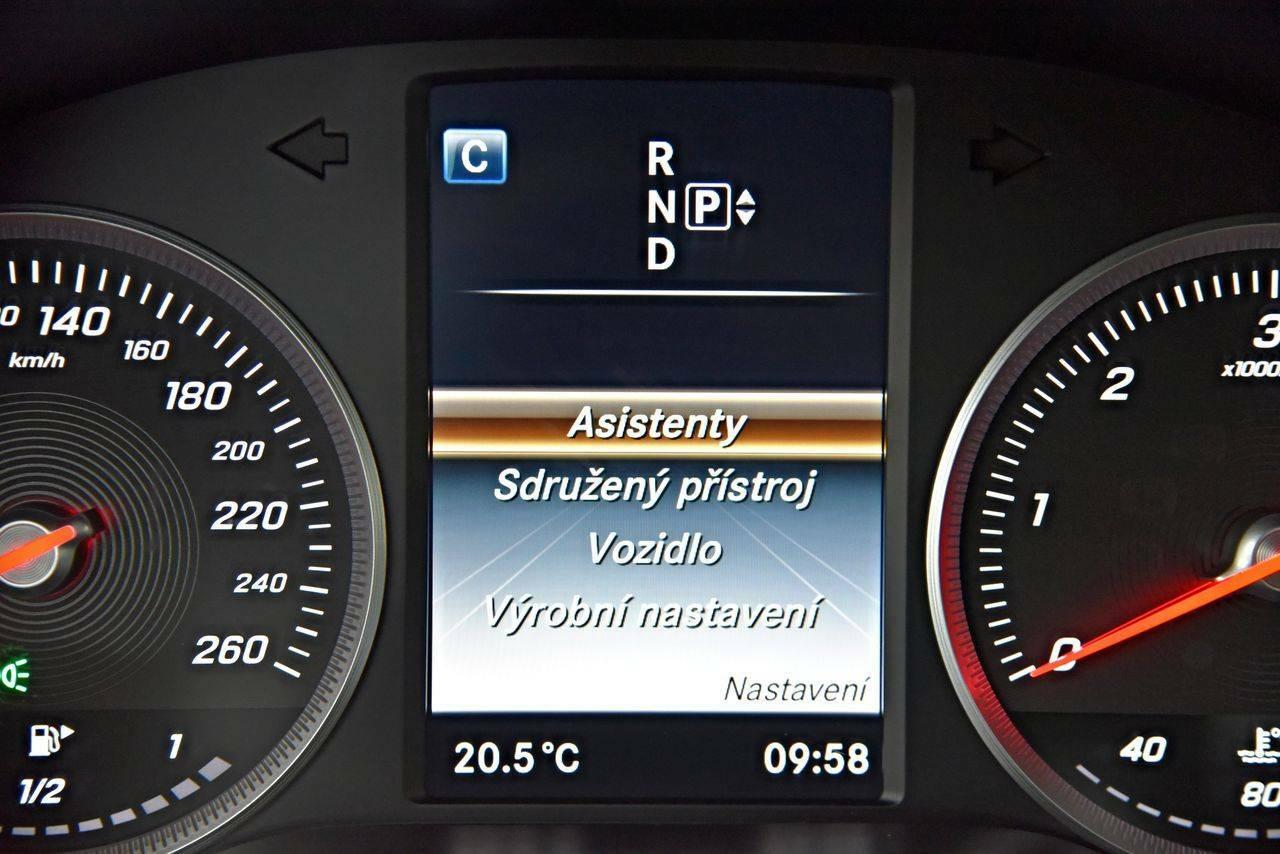 C
R
N P
D
140
km/h
160
180
200
220
240
260
1/2
1
Asistenty
Sdružený přístroj
Vozidlo
Výrobní nastavení
Nastavení
20.5°C
09:58
3
x1000
2
1
0
40
80